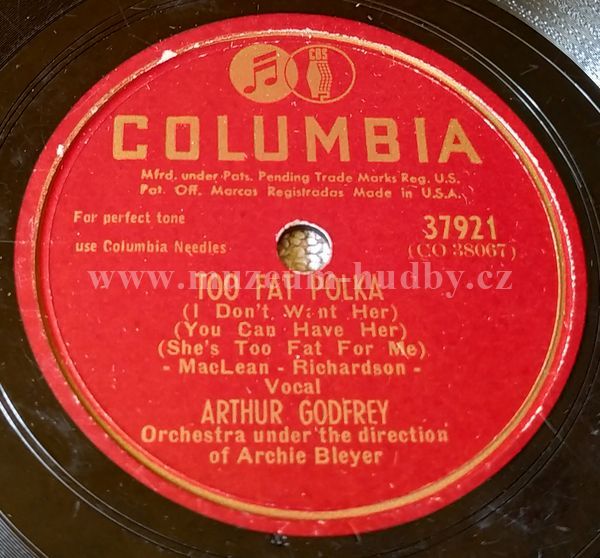 CBS
COLUMBIA
Mfrd. under Pats. Pending Trade Marks Reg. U.S.
Pat. Off. Marcas Registradas Made in U.S.A.
For perfect tone
use Columbia Needles
37921
(CO 38067)
www.muzeum-hudby.cz
TOO FAT POLKA
(I Don't Want Her)
(You Can Have Her)
(She's Too Fat For Me)
- MacLean - Richardson -
Vocal
ARTHUR GODFREY
Orchestra under the direction
of Archie Bleyer